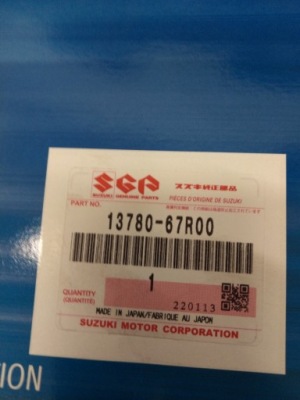 SGP
SUZUKI GENUINE PARTS
スズキ純正部品
PIÈCES D'ORIGINE DE SUZUKI
PART NO.
13780-67R00
1
QUANTITY
(QUANTITÉ)
220113
MADE IN JAPAN/FABRIQUE AU JAPON
SUZUKI MOTOR CORPORATION
ION